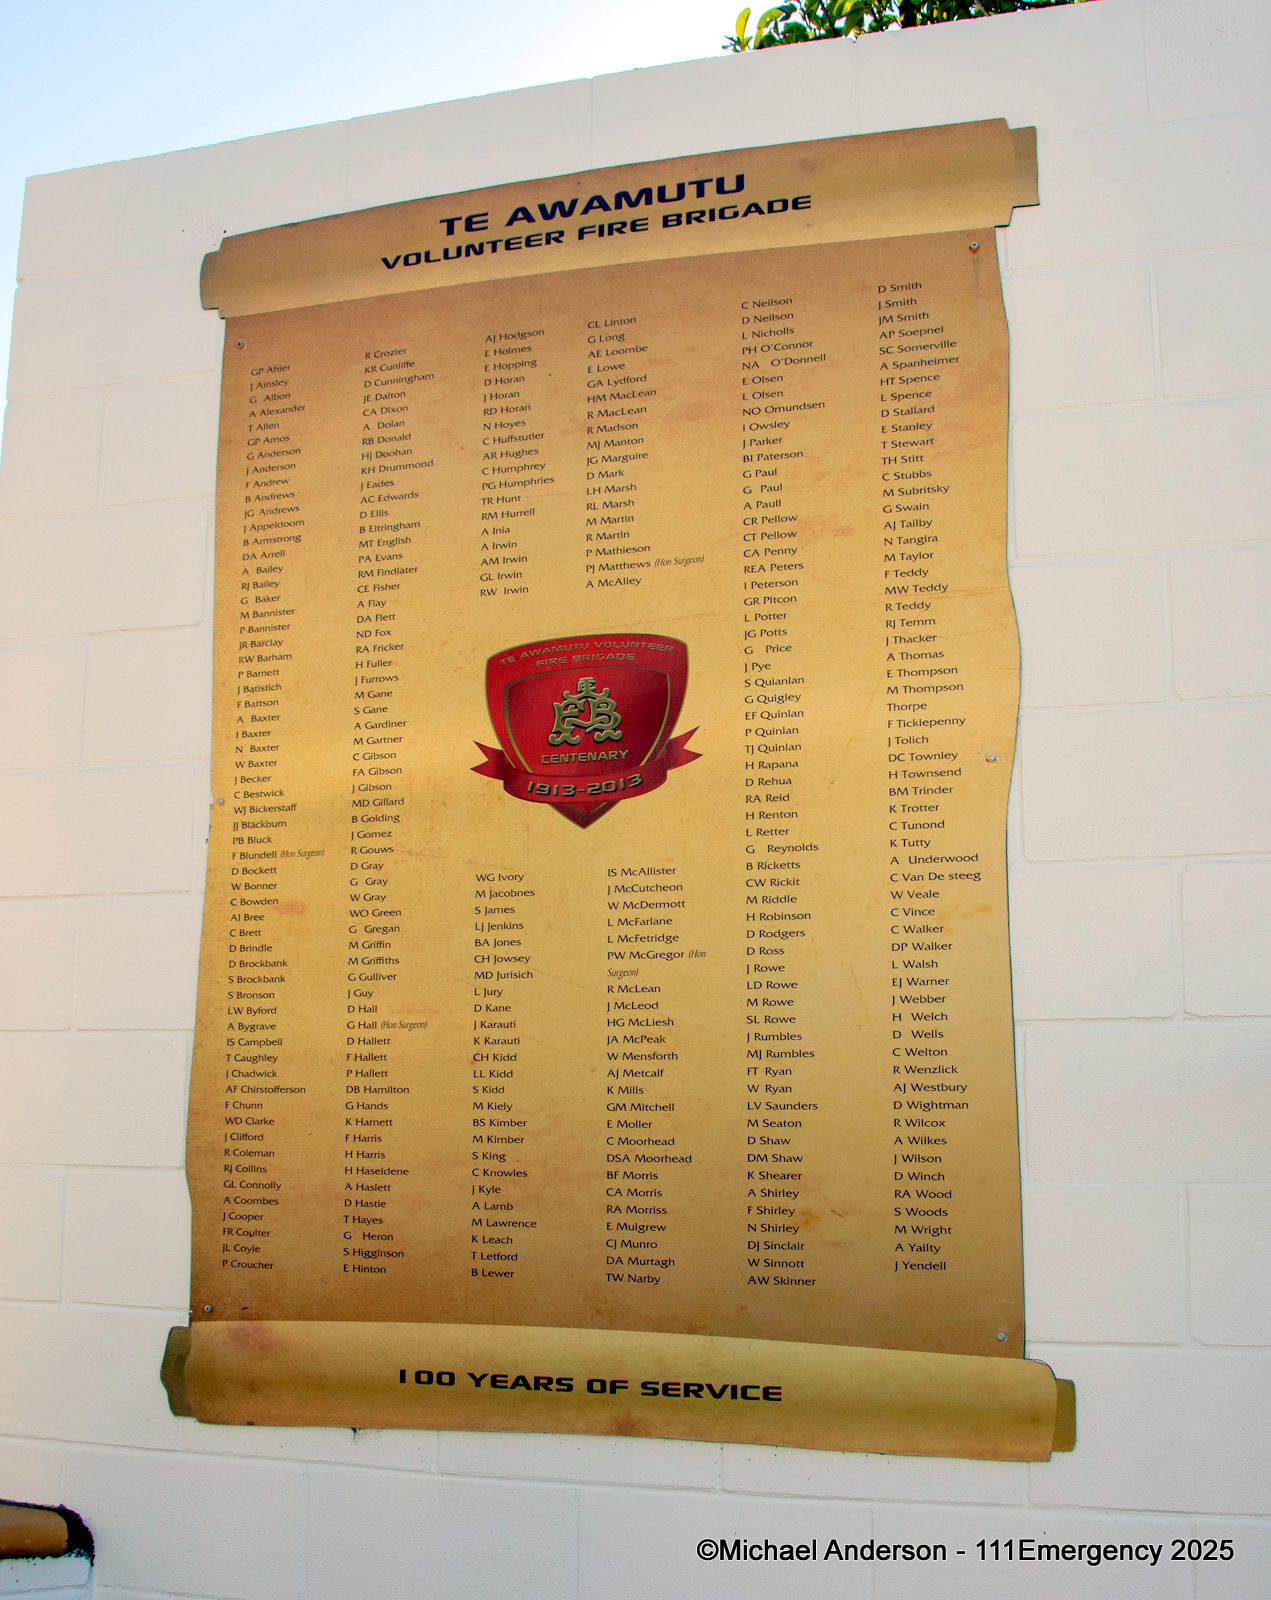 TE AWAMUTU
VOLUNTEER FIRE BRIGADE
GP Ahier
J Ainsley
G Albon
A Alexander
T Allen
GP Amos
G Anderson
J Anderson
F Andrew
B Andrews
JG Andrews
J Appeldoorn
B Armstrong
DA Arrell
A Bailey
RJ Bailey
G Baker
M Bannister
P Bannister
JR Barclay
RW Barham
P Barnett
J Batistich
F Battson
A Baxter
I Baxter
N Baxter
W Baxter
J Becker
C Bestwick
WJ Bickerstaff
JJ Blackburn
PB Bluck
F Blundell (Hon Surgeon)
D Bockett
W Bonner
C Bowden
AI Bree
C Brett
D Brindle
D Brockbank
S Brockbank
S Bronson
LW Byford
A Bygrave
IS Campbell
T Caughley
J Chadwick
AF Chirstofferson
F Chunn
WD Clarke
J Clifford
R Coleman
RJ Collins
GL Connolly
A Coombes
J Cooper
FR Coulter
JL Coyle
P Croucher
R Crozier
KR Cunliffe
D Cunningham
JE Dalton
CA Dixon
A Dolan
RB Donald
HJ Doohan
KH Drummond
J Eades
AC Edwards
D Ellis
B Eltringham
MT English
PA Evans
RM Findlater
CE Fisher
A Flay
DA Flett
ND Fox
RA Fricker
H Fuller
J Furrows
M Gane
S Gane
A Gardiner
M Gartner
C Gibson
FA Gibson
J Gibson
MD Gillard
B Golding
J Gomez
R Gouws
D Gray
G Gray
W Gray
WO Green
G Gregan
M Griffin
M Griffiths
G Gulliver
J Guy
D Hall
G Hall (Hon Surgeon)
D Hallett
F Hallett
P Hallett
DB Hamilton
G Hands
K Harnett
F Harris
H Harris
H Haseldene
A Haslett
D Hastie
T Hayes
G Heron
S Higginson
E Hinton
AJ Hodgson
E Holmes
E Hopping
D Horan
J Horan
RD Horan
N Hoyes
C Huffstutler
AR Hughes
C Humphrey
PG Humphries
TR Hunt
RM Hurrell
A Inia
A Irwin
AM Irwin
GL Irwin
RW Irwin
CL Linton
G Long
AE Loombe
E Lowe
GA Lydford
HM MacLean
R MacLean
R Madson
MJ Manton
JG Marguire
D Mark
LH Marsh
RL Marsh
M Martin
R Martin
P Mathieson
PJ Matthews (Hon Surgeon)
A McAlley
TE AWAMUTU VOLUNTEER
FIRE BRIGADE
CENTENARY
1913-2013
WG Ivory
M Jacobnes
S James
LJ Jenkins
BA Jones
CH Jowsey
MD Jurisich
L Jury
D Kane
J Karauti
K Karauti
CH Kidd
LL Kidd
S Kidd
M Kiely
BS Kimber
M Kimber
S King
C Knowles
J Kyle
A Lamb
M Lawrence
K Leach
T Letford
B Lewer
IS McAllister
J McCutcheon
W McDermott
L McFarlane
L McFetridge
PW McGregor (Hon
Surgeon)
R McLean
J McLeod
HG McLiesh
JA McPeak
W Mensforth
AJ Metcalf
K Mills
GM Mitchell
E Moller
C Moorhead
DSA Moorhead
BF Morris
CA Morris
RA Morriss
E Mulgrew
CJ Munro
DA Murtagh
TW Narby
C Neilson
D Neilson
L Nicholls
PH O'Connor
NA O'Donnell
E Olsen
L Olsen
NO Omundsen
I Owsley
J Parker
BI Paterson
G Paul
G Paul
A Paull
CR Pellow
CT Pellow
CA Penny
REA Peters
I Peterson
GR Pitcon
L Potter
JG Potts
G Price
J Pye
S Quianlan
G Quigley
EF Quinlan
P Quinlan
TJ Quinlan
H Rapana
D Rehua
RA Reid
H Renton
L Retter
G Reynolds
B Ricketts
CW Rickit
M Riddle
H Robinson
D Rodgers
D Ross
J Rowe
LD Rowe
M Rowe
SL Rowe
J Rumbles
MJ Rumbles
FT Ryan
W Ryan
LV Saunders
M Seaton
D Shaw
DM Shaw
K Shearer
A Shirley
F Shirley
N Shirley
DJ Sinclair
W Sinnott
AW Skinner
D Smith
J Smith
JM Smith
AP Soepnel
SC Somerville
A Spanheimer
HT Spence
L Spence
D Stallard
E Stanley
T Stewart
TH Stitt
C Stubbs
M Subritsky
G Swain
AJ Tailby
N Tangira
M Taylor
F Teddy
MW Teddy
R Teddy
RJ Temm
J Thacker
A Thomas
E Thompson
M Thompson
Thorpe
F Ticklepenny
J Tolich
DC Townley
H Townsend
BM Trinder
K Trotter
C Tunond
K Tutty
A Underwood
C Van De steeg
W Veale
C Vince
C Walker
DP Walker
L Walsh
EJ Warner
J Webber
H Welch
D Wells
C Welton
R Wenzlick
AJ Westbury
D Wightman
R Wilcox
A Wilkes
J Wilson
D Winch
RA Wood
S Woods
M Wright
A Yailty
J Yendell
100 YEARS OF SERVICE
©Michael Anderson - 111Emergency 2025